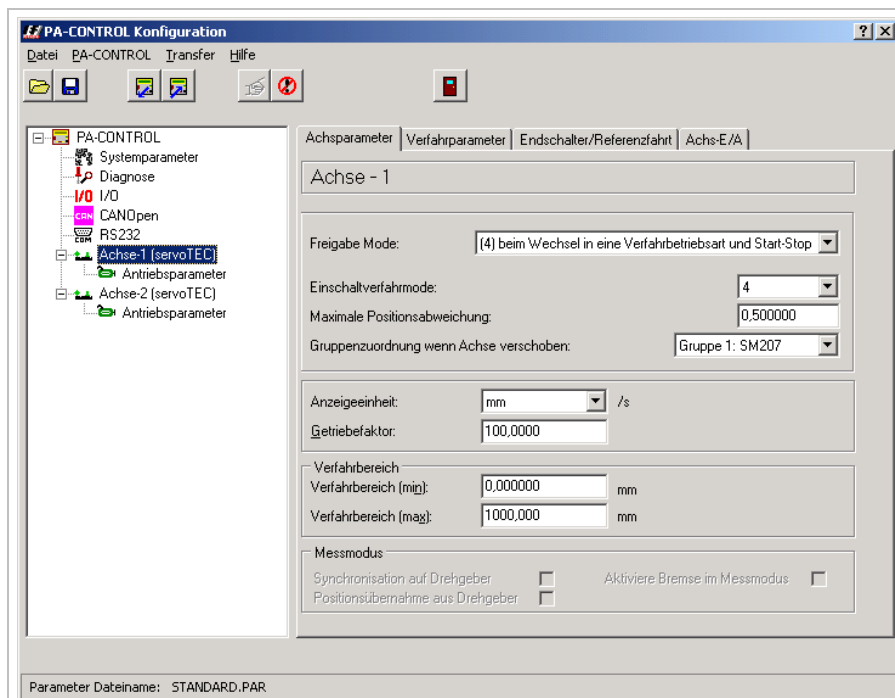 PA-CONTROL Konfiguration
Datei PA-CONTROL Transfer Hilfe
PA-CONTROL
Systemparameter
Diagnose
I/O I/O
CAN CANOpen
COM RS232
Achse-1 (servoTEC)
Antriebsparameter
Achse-2 (servoTEC)
Antriebsparameter
Achsparameter Verfahrparameter Endschalter/Referenzfahrt Achs-E/A
Achse - 1
Freigabe Mode: (4) beim Wechsel in eine Verfahrbetriebsart und Start-Stop
Einschaltverfahrmode: 4
Maximale Positionsabweichung: 0,500000
Gruppenzuordnung wenn Achse verschoben: Gruppe 1: SM207
Anzeigeeinheit: mm /s
Getriebefaktor: 100,0000
Verfahrbereich
Verfahrbereich (min): 0,000000 mm
Verfahrbereich (max): 1000,000 mm
Messmodus
Synchronisation auf Drehgeber Aktiviere Bremse im Messmodus
Positionsübernahme aus Drehgeber
Parameter Dateiname: STANDARD.PAR